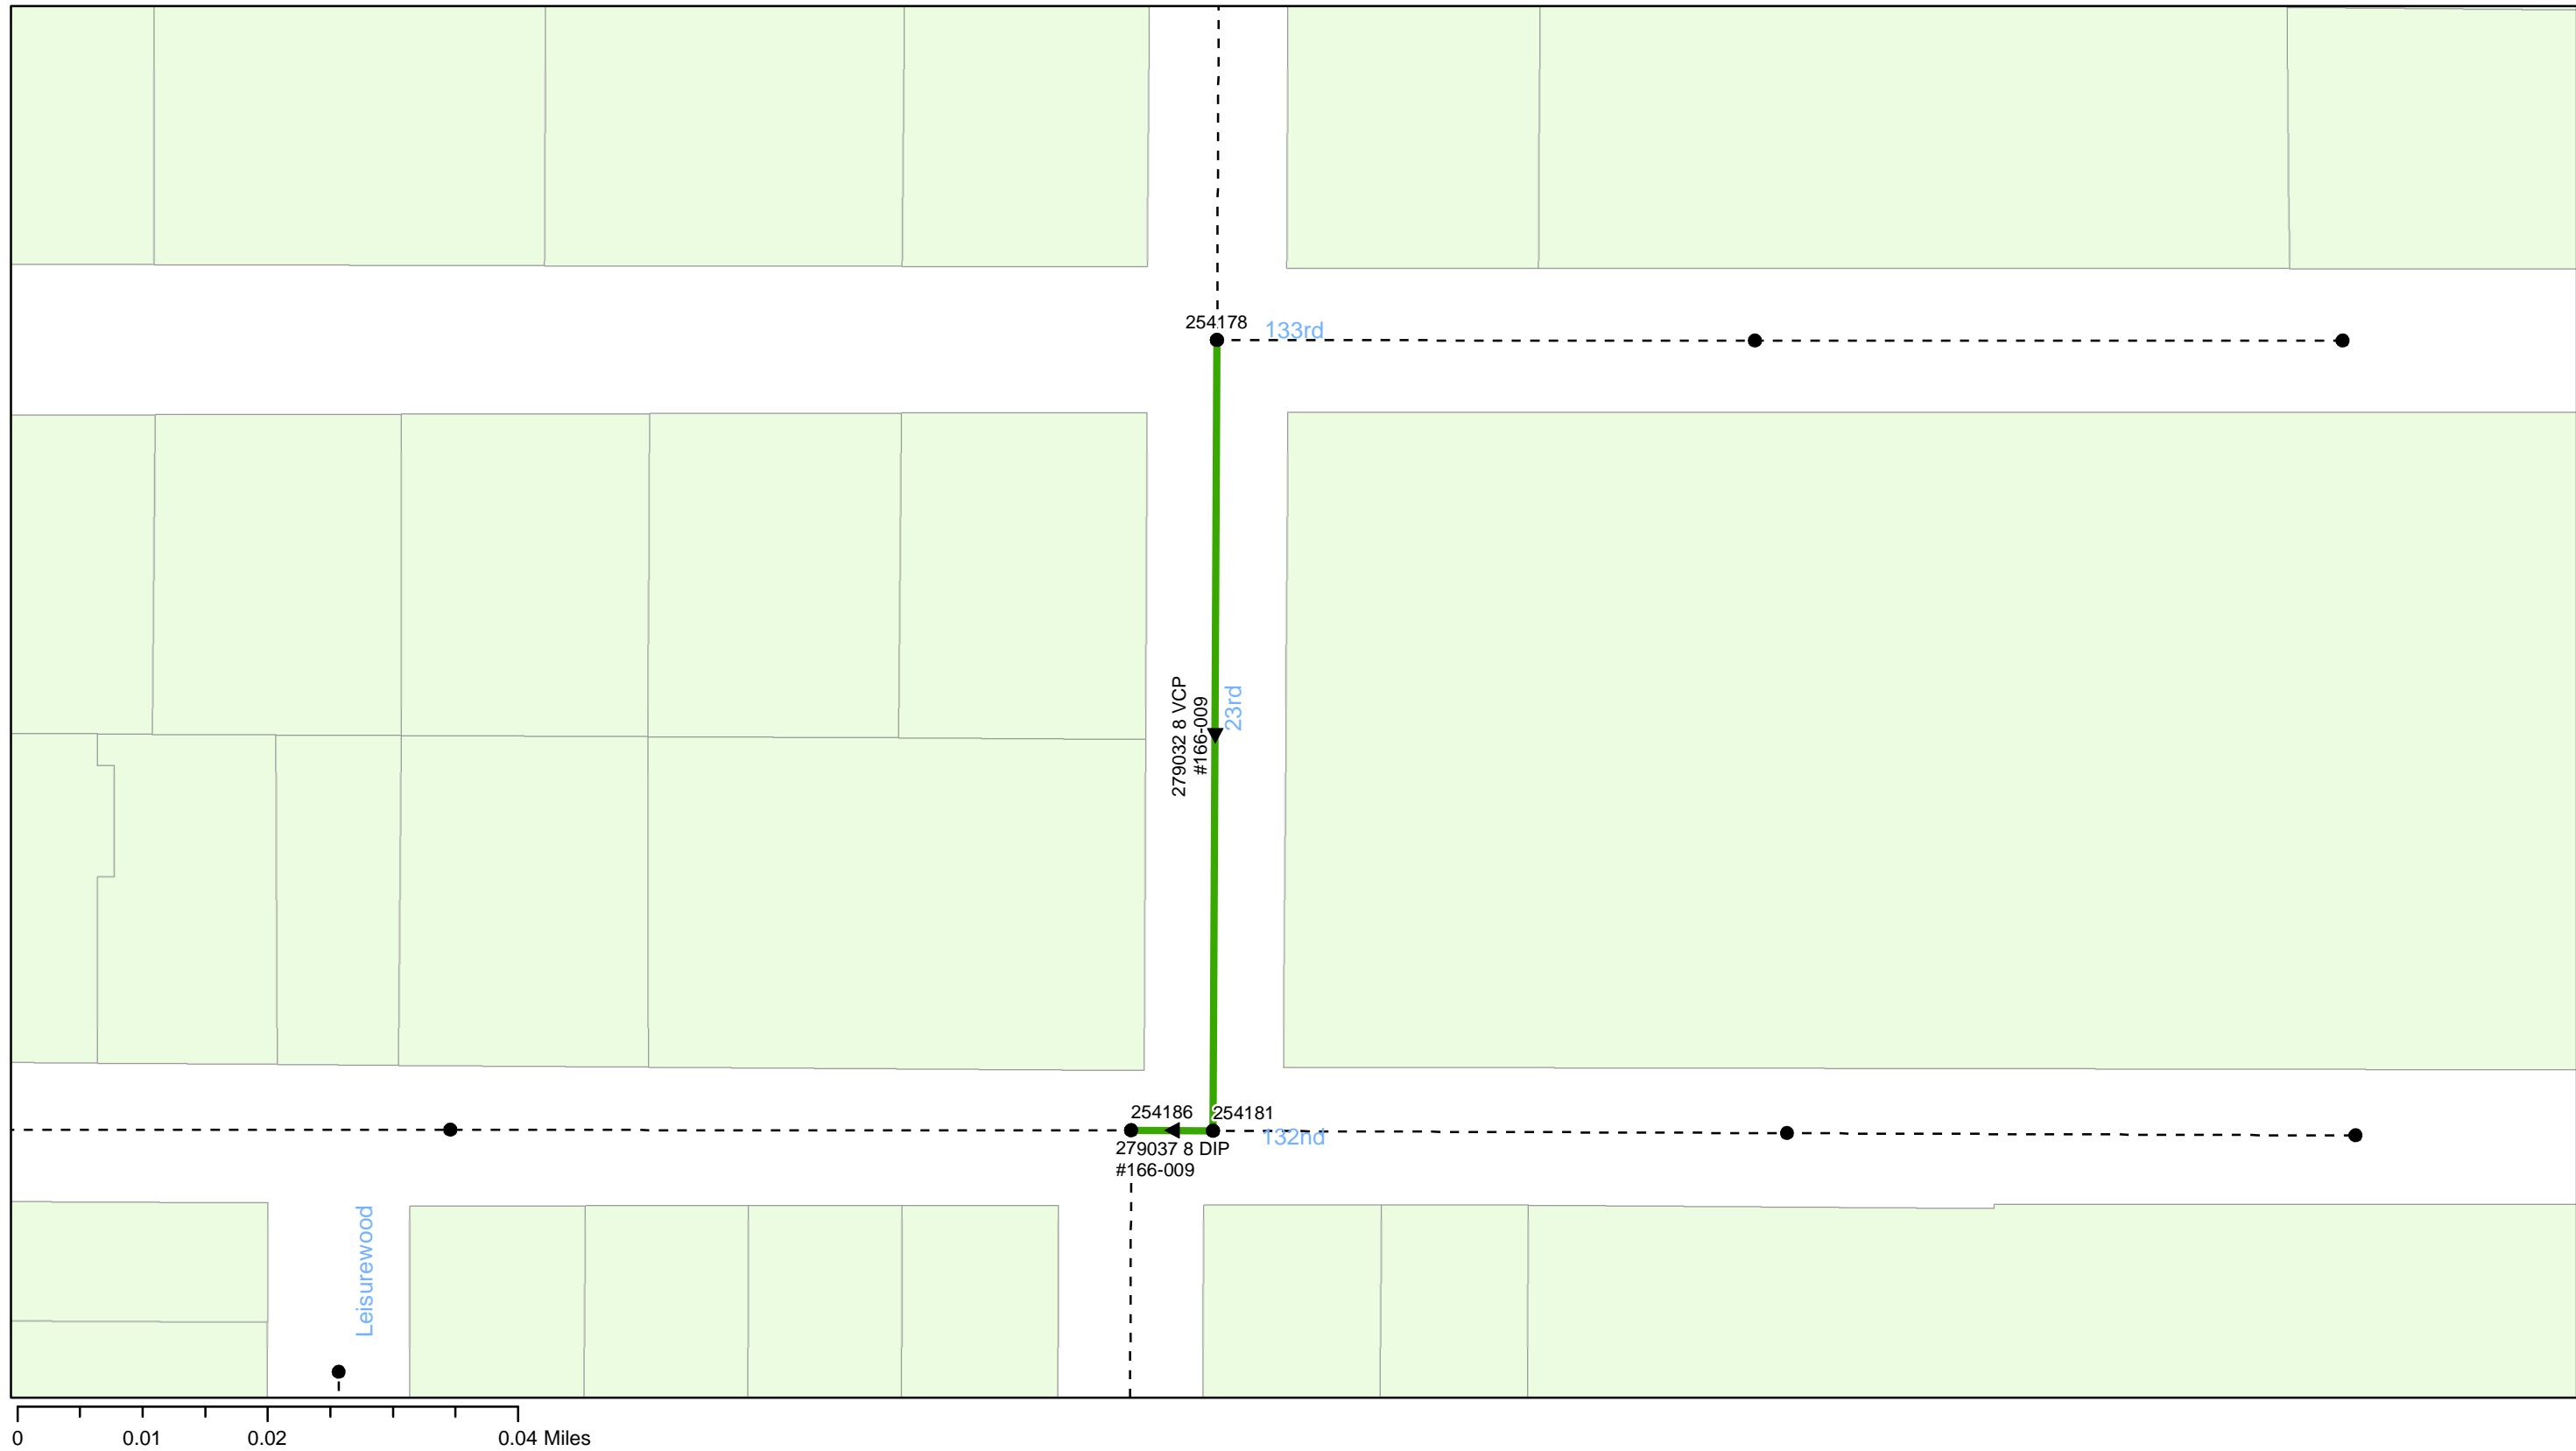 254178
133rd
279032 8 VCP
#166-009
23rd
254186
254181
132nd
279037 8 DIP
#166-009
Leisurewood
0
0.01
0.02
0.04 Miles